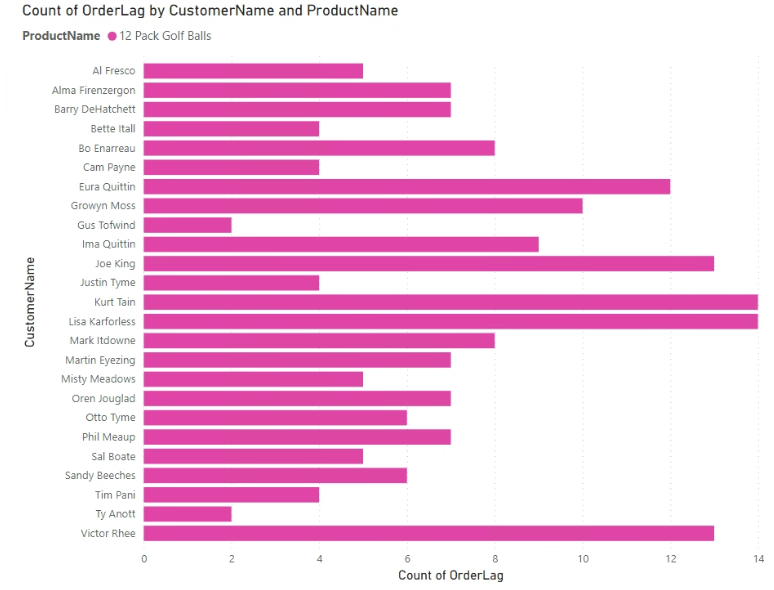 Count of OrderLag by CustomerName and ProductName
ProductName 12 Pack Golf Balls
Al Fresco
Alma Firenzergon
Barry DeHatchett
Bette Itall
Bo Enarreau
Cam Payne
Eura Quittin
Growyn Moss
Gus Tofwind
Ima Quittin
Joe King
Justin Tyme
Kurt Tain
Lisa Karforless
Mark Itdowne
Martin Eyezing
Misty Meadows
Oren Jouglad
Otto Tyme
Phil Meaup
Sal Boate
Sandy Beeches
Tim Pani
Ty Anott
Victor Rhee
CustomerName
0 2 4 6 8 10 12 14
Count of OrderLag